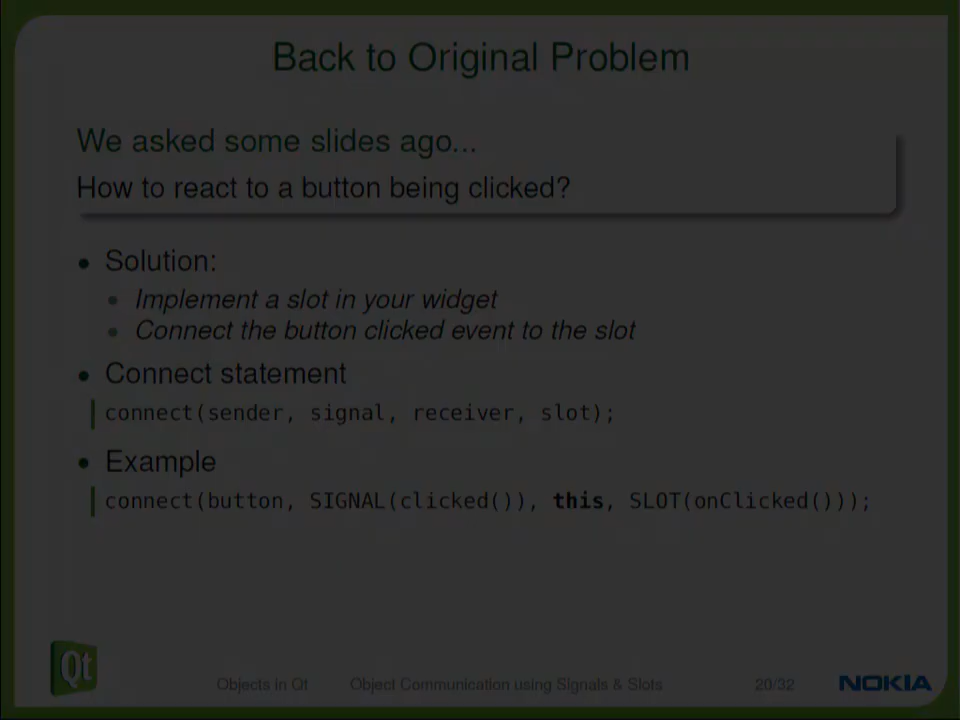 Back to Original Problem
We asked some slides ago...
How to react to a button being clicked?
Solution:
Implement a slot in your widget
Connect the button clicked event to the slot
Connect statement
connect(sender, signal, receiver, slot);
Example
connect(button, SIGNAL(clicked()), this, SLOT(onClicked()));
Qt
Objects in Qt
Object Communication using Signals & Slots
20/32
NOKIA